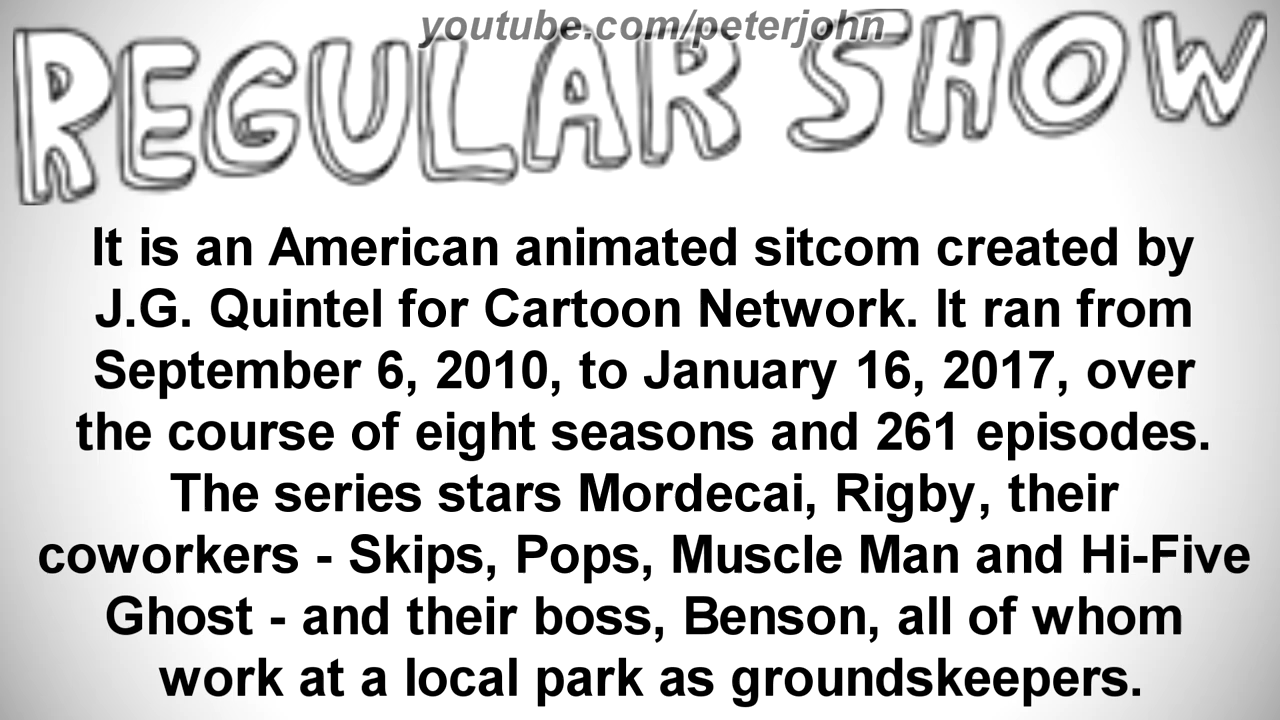 youtube.com/peterjohn
REGULAR SHOW
It is an American animated sitcom created by
J.G. Quintel for Cartoon Network. It ran from
September 6, 2010, to January 16, 2017, over
the course of eight seasons and 261 episodes.
The series stars Mordecai, Rigby, their
coworkers - Skips, Pops, Muscle Man and Hi-Five
Ghost - and their boss, Benson, all of whom
work at a local park as groundskeepers.